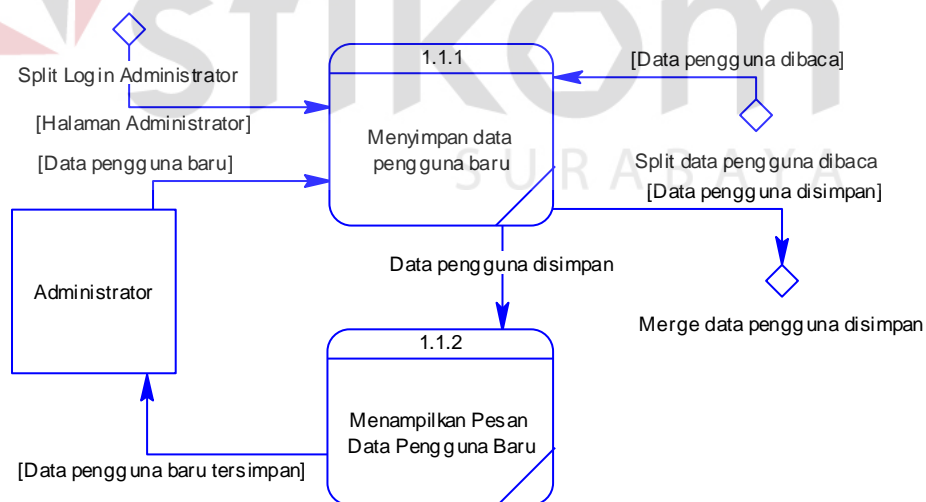 stikom
SURABAYA
Split Login Administrator
[Halaman Administrator]
[Data pengguna baru]
1.1.1
Menyimpan data
pengguna baru
[Data pengguna dibaca]
Split data pengguna dibaca
[Data pengguna disimpan]
Data pengguna disimpan
Merge data pengguna disimpan
Administrator
1.1.2
Menampilkan Pesan
Data Pengguna Baru
[Data pengguna baru tersimpan]